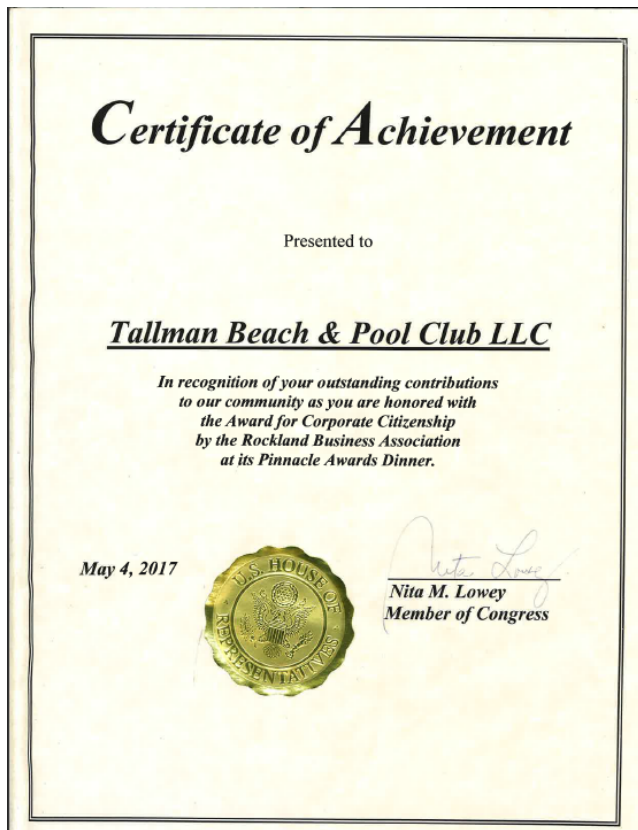 Certificate of Achievement
Presented to
Tallman Beach & Pool Club LLC
In recognition of your outstanding contributions
to our community as you are honored with
the Award for Corporate Citizenship
by the Rockland Business Association
at its Pinnacle Awards Dinner.
May 4, 2017
U.S. HOUSE OF
REPRESENTATIVES
Nita Lowey
Nita M. Lowey
Member of Congress